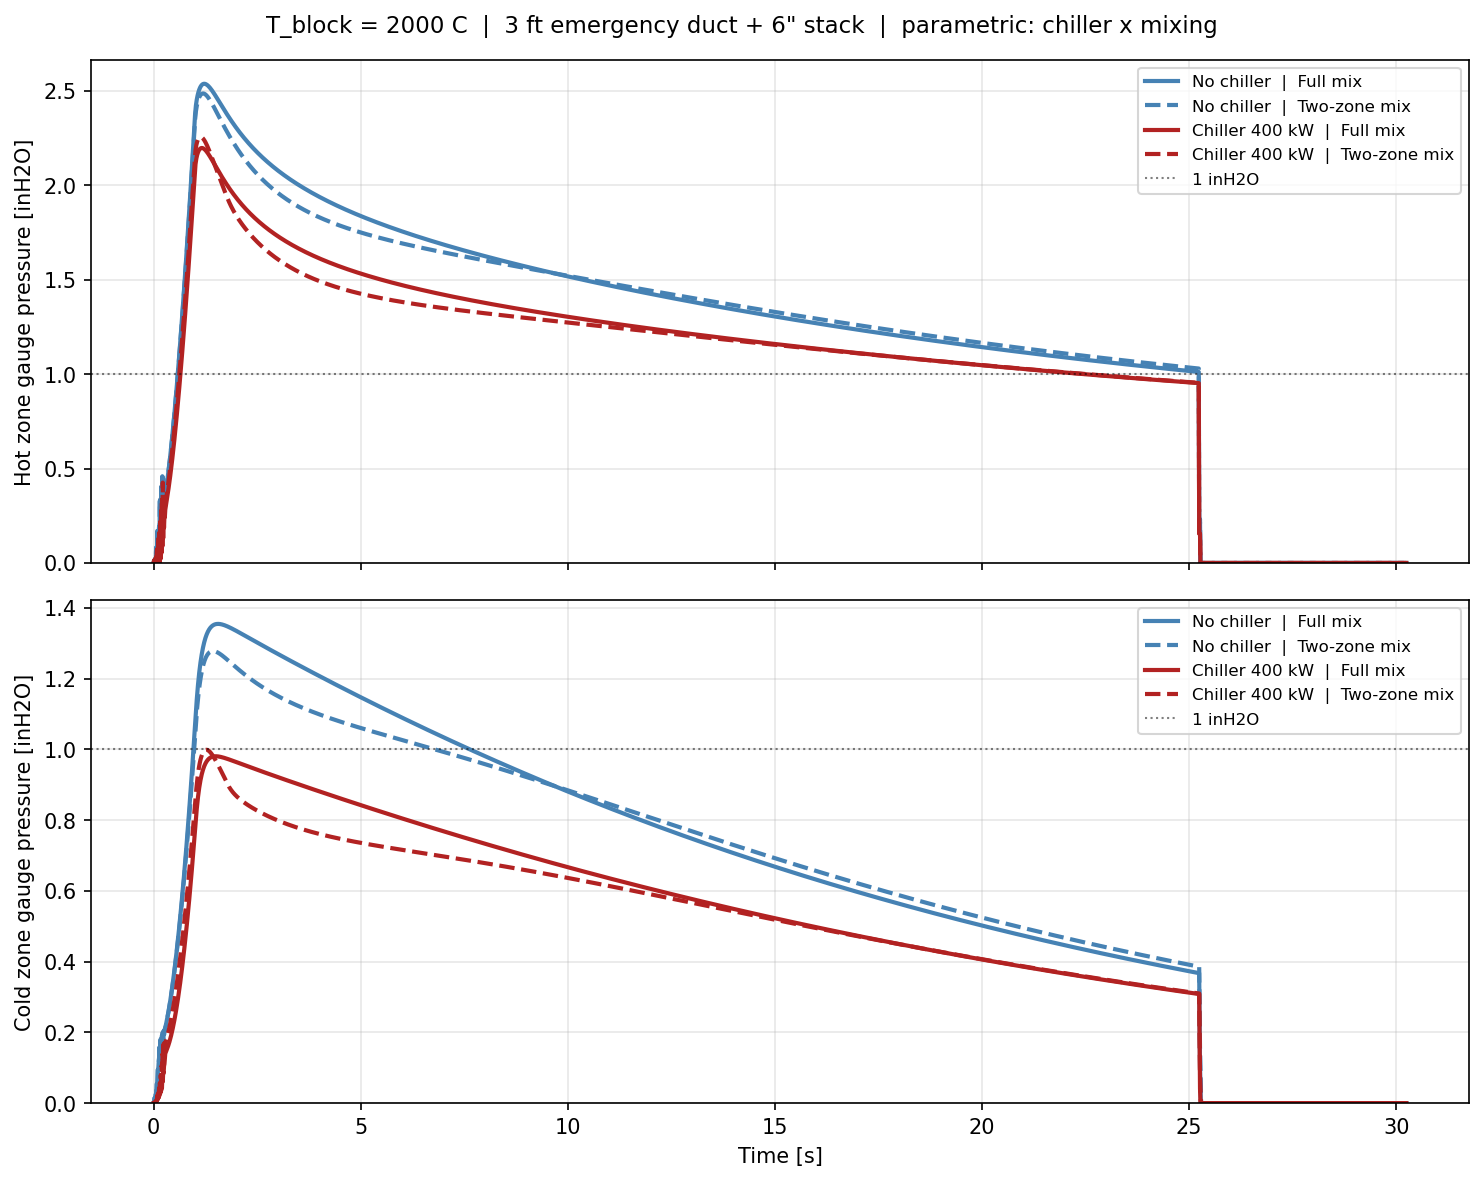 T_block = 2000 C  |  3 ft emergency duct + 6" stack  |  parametric: chiller x mixing
Hot zone gauge pressure [inH2O]
2.5
2.0
1.5
1.0
0.5
0.0
No chiller  |  Full mix
No chiller  |  Two-zone mix
Chiller 400 kW  |  Full mix
Chiller 400 kW  |  Two-zone mix
1 inH2O
Cold zone gauge pressure [inH2O]
1.4
1.2
1.0
0.8
0.6
0.4
0.2
0.0
No chiller  |  Full mix
No chiller  |  Two-zone mix
Chiller 400 kW  |  Full mix
Chiller 400 kW  |  Two-zone mix
1 inH2O
0 5 10 15 20 25 30
Time [s]